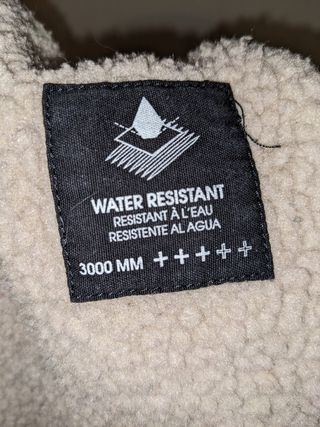 WATER RESISTANT
RESISTANT À L'EAU
RESISTENTE AL AGUA
3000 MM +++++